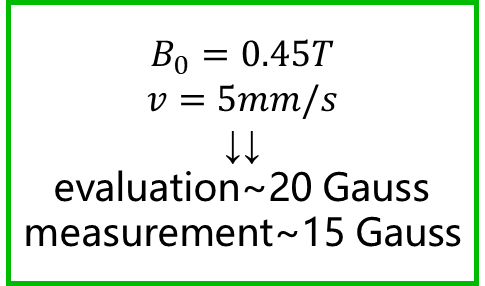 B₀ = 0.45T
v = 5mm/s
↓↓
evaluation~20 Gauss
measurement~15 Gauss